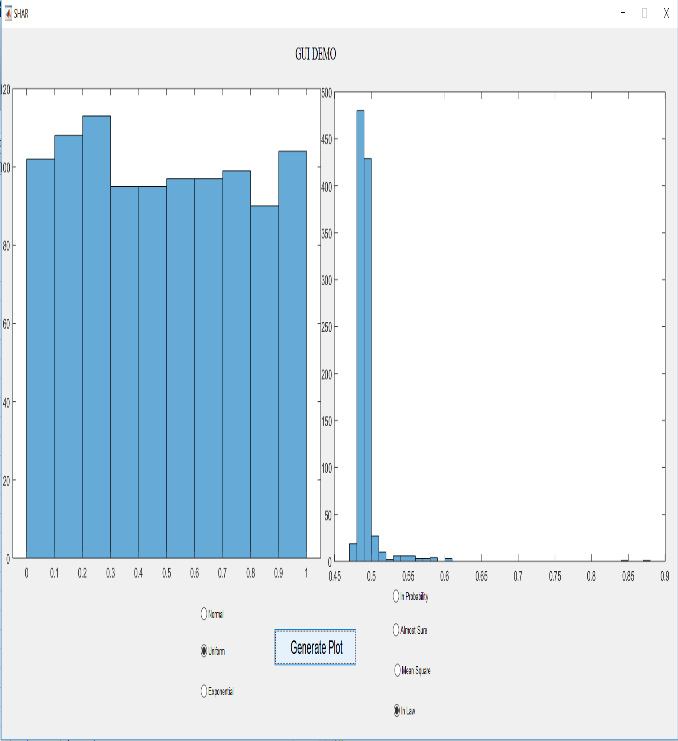 SHAR
GUI DEMO
120
100
80
60
40
20
0
0 0.1 0.2 0.3 0.4 0.5 0.6 0.7 0.8 0.9 1
500
450
400
350
300
250
200
150
100
50
0
0.45 0.5 0.55 0.6 0.65 0.7 0.75 0.8 0.85 0.9
Normal
Uniform
Exponential
Generate Plot
In Probability
Almost Sure
Mean Square
In Law